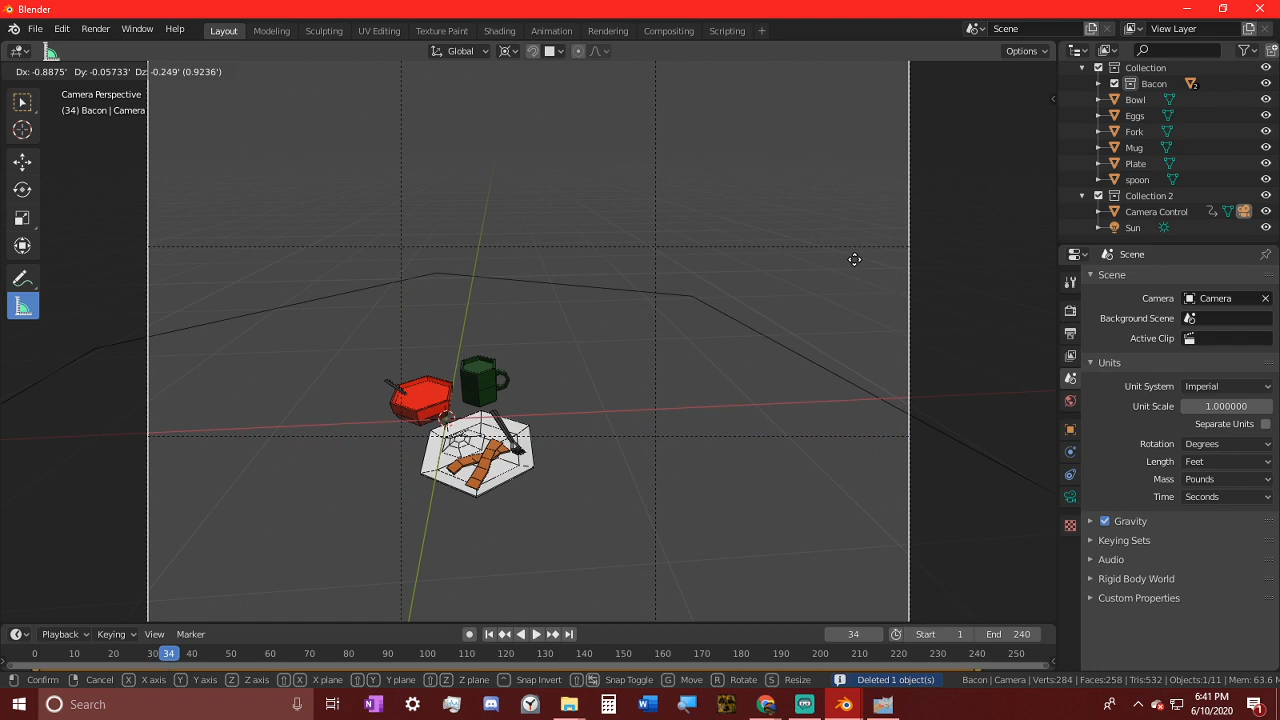 Blender
File Edit Render Window Help Layout Modeling Sculpting UV Editing Texture Paint Shading Animation Rendering Compositing Scripting + Scene View Layer
Global Options
Dx: -0.8875' Dy: -0.05733' Dz: -0.249' (0.9236')
Camera Perspective
(34) Bacon | Camera
Collection
Bacon 2
Bowl
Eggs
Fork
Mug
Plate
spoon
Collection 2
Camera Control
Sun
Scene
Scene
Camera Camera
Background Scene
Active Clip
Units
Unit System Imperial
Unit Scale 1.000000
Separate Units
Rotation Degrees
Length Feet
Mass Pounds
Time Seconds
Gravity
Keying Sets
Audio
Rigid Body World
Custom Properties
Playback Keying View Marker 34 Start 1 End 240
0 10 20 30 34 40 50 60 70 80 90 100 110 120 130 140 150 160 170 180 190 200 210 220 230 240 250
Confirm Cancel X X axis Y Y axis Z Z axis X X plane Y Y plane Z Z plane Snap Invert Snap Toggle G Move R Rotate S Resize Deleted 1 object(s) Bacon | Camera | Verts:284 | Faces:258 | Tris:532 | Objects:1/11 | Mem: 63.6 M
Search 6:41 PM
6/10/2020 1